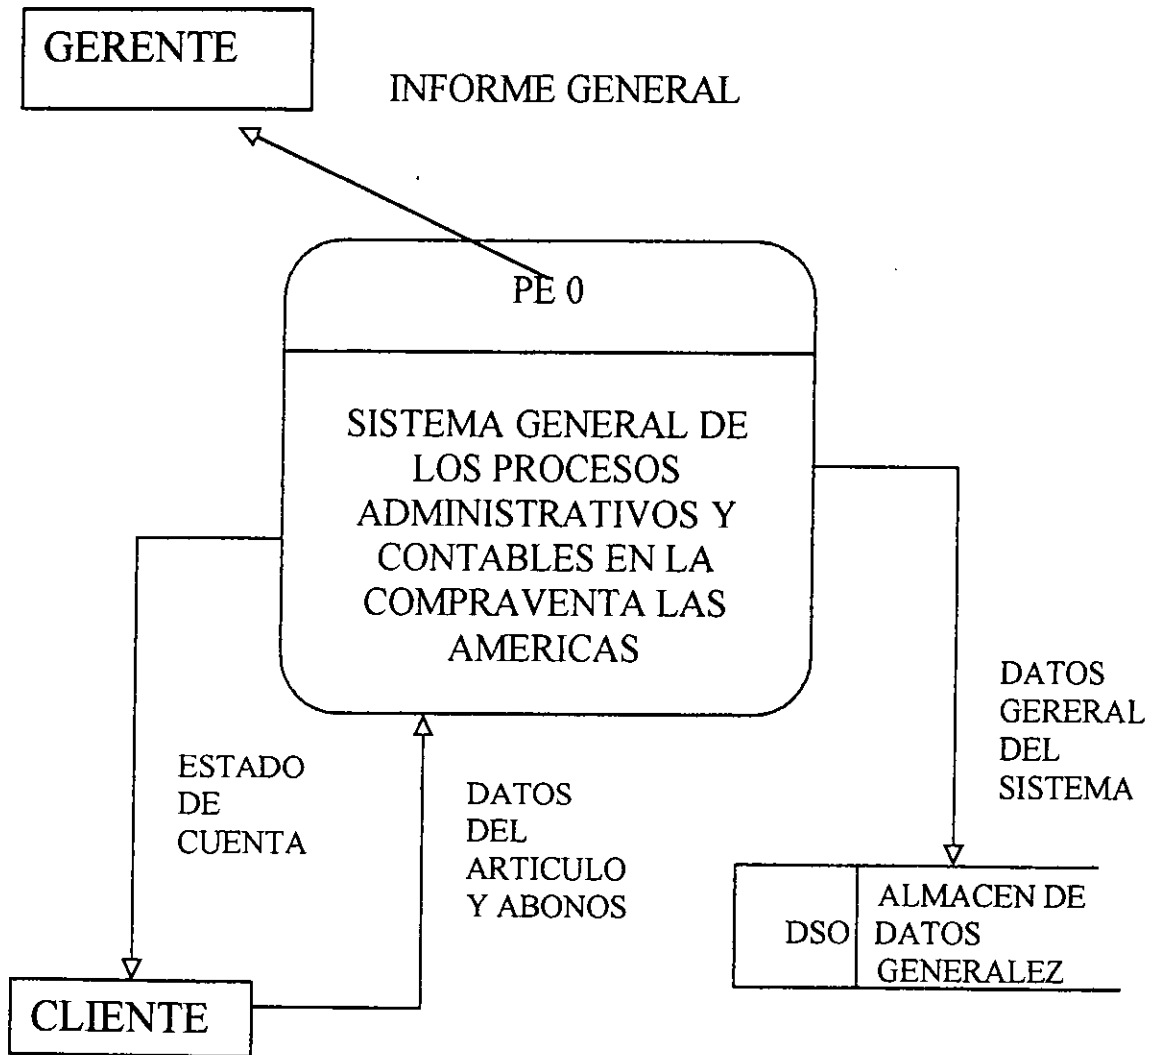 GERENTE
INFORME GENERAL
PE 0
SISTEMA GENERAL DE
LOS PROCESOS
ADMINISTRATIVOS Y
CONTABLES EN LA
COMPRAVENTA LAS
AMERICAS
ESTADO
DE
CUENTA
DATOS
DEL
ARTICULO
Y ABONOS
DATOS
GERERAL
DEL
SISTEMA
DSO
ALMACEN DE
DATOS
GENERALEZ
CLIENTE